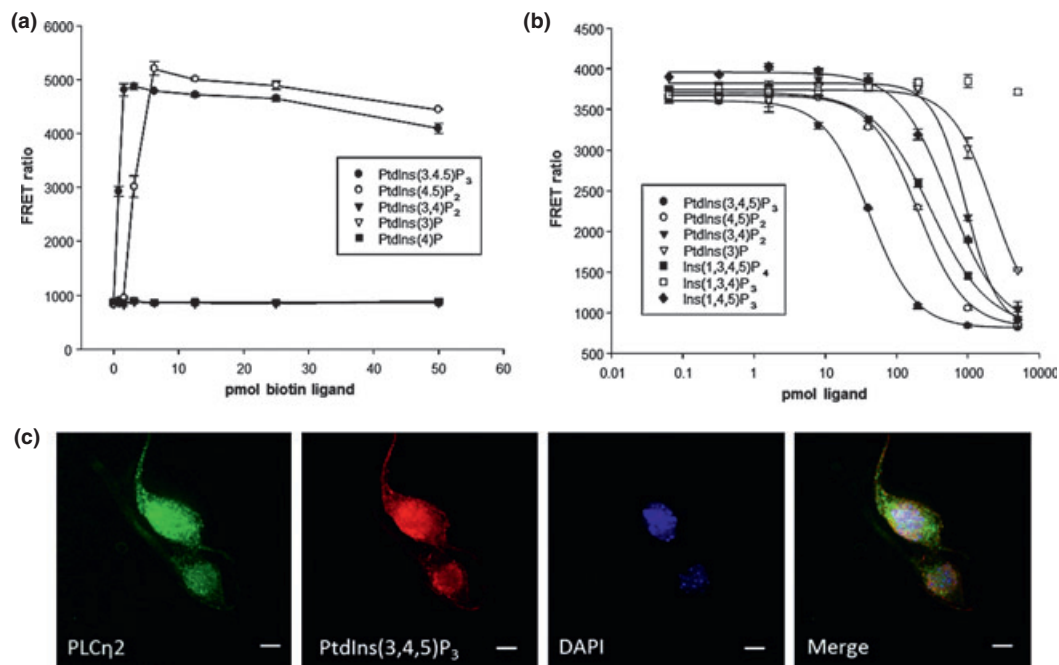 (a)
6000
5000
4000
3000
2000
1000
0
FRET ratio
0 10 20 30 40 50 60
pmol biotin ligand
PtdIns(3.4.5)P3
PtdIns(4.5)P2
PtdIns(3,4)P2
PtdIns(3)P
PtdIns(4)P
(b)
4500
4000
3500
3000
2500
2000
1500
1000
500
FRET ratio
0.01 0.1 1 10 100 1000 10000
pmol ligand
PtdIns(3,4,5)P3
PtdIns(4,5)P2
PtdIns(3,4)P2
PtdIns(3)P
Ins(1,3,4,5)P4
Ins(1,3,4)P3
Ins(1,4,5)P3
(c)
PLCη2
PtdIns(3,4,5)P3
DAPI
Merge